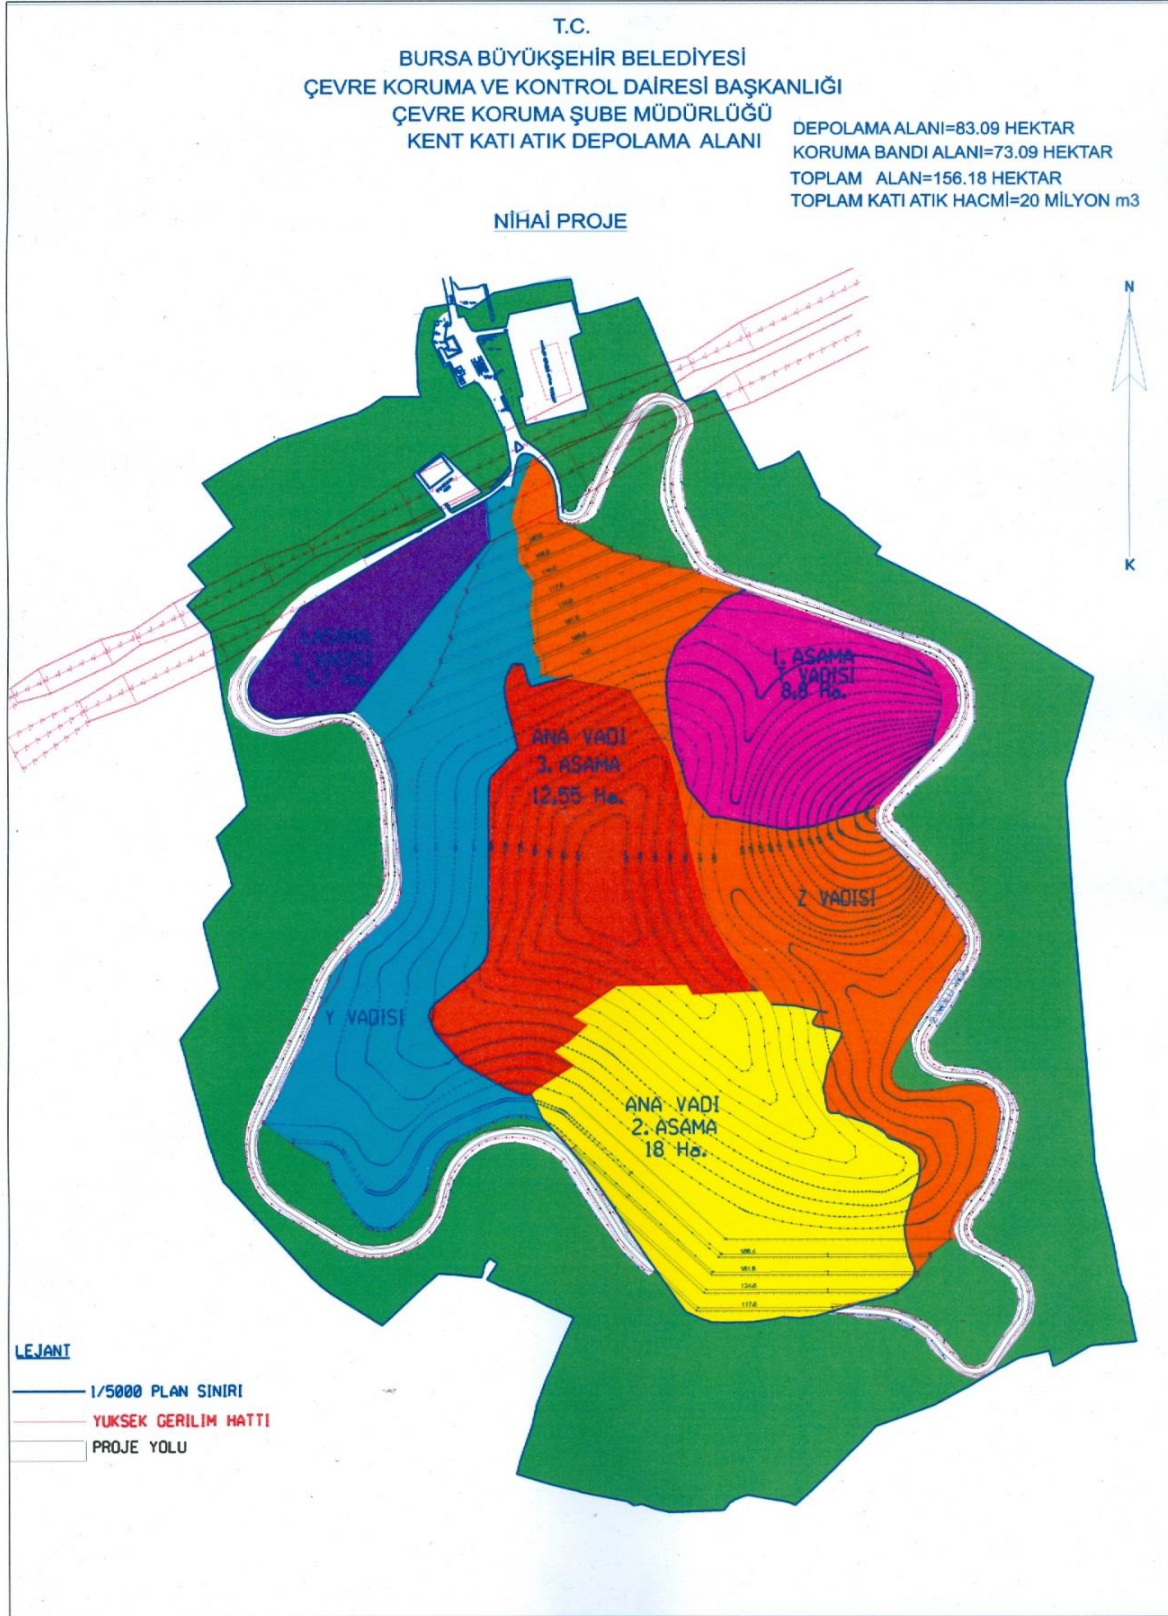 T.C.
BURSA BÜYÜKŞEHİR BELEDİYESİ
ÇEVRE KORUMA VE KONTROL DAİRESİ BAŞKANLIĞI
ÇEVRE KORUMA ŞUBE MÜDÜRLÜĞÜ
KENT KATI ATIK DEPOLAMA ALANI
DEPOLAMA ALANI=83.09 HEKTAR
KORUMA BANDI ALANI=73.09 HEKTAR
TOPLAM ALAN=156.18 HEKTAR
TOPLAM KATI ATIK HACMİ=20 MİLYON m3
NİHAİ PROJE
N
K
1. ASAMA
VADISI
1. ASAMA
Y VADISI
8.8 Ha.
ANA VADI
3. ASAMA
12.55 Ha.
Z VADISI
Y VADISI
ANA VADI
2. ASAMA
18 Ha.
LEJANT
1/5000 PLAN SINIRI
YUKSEK GERILIM HATTI
PROJE YOLU